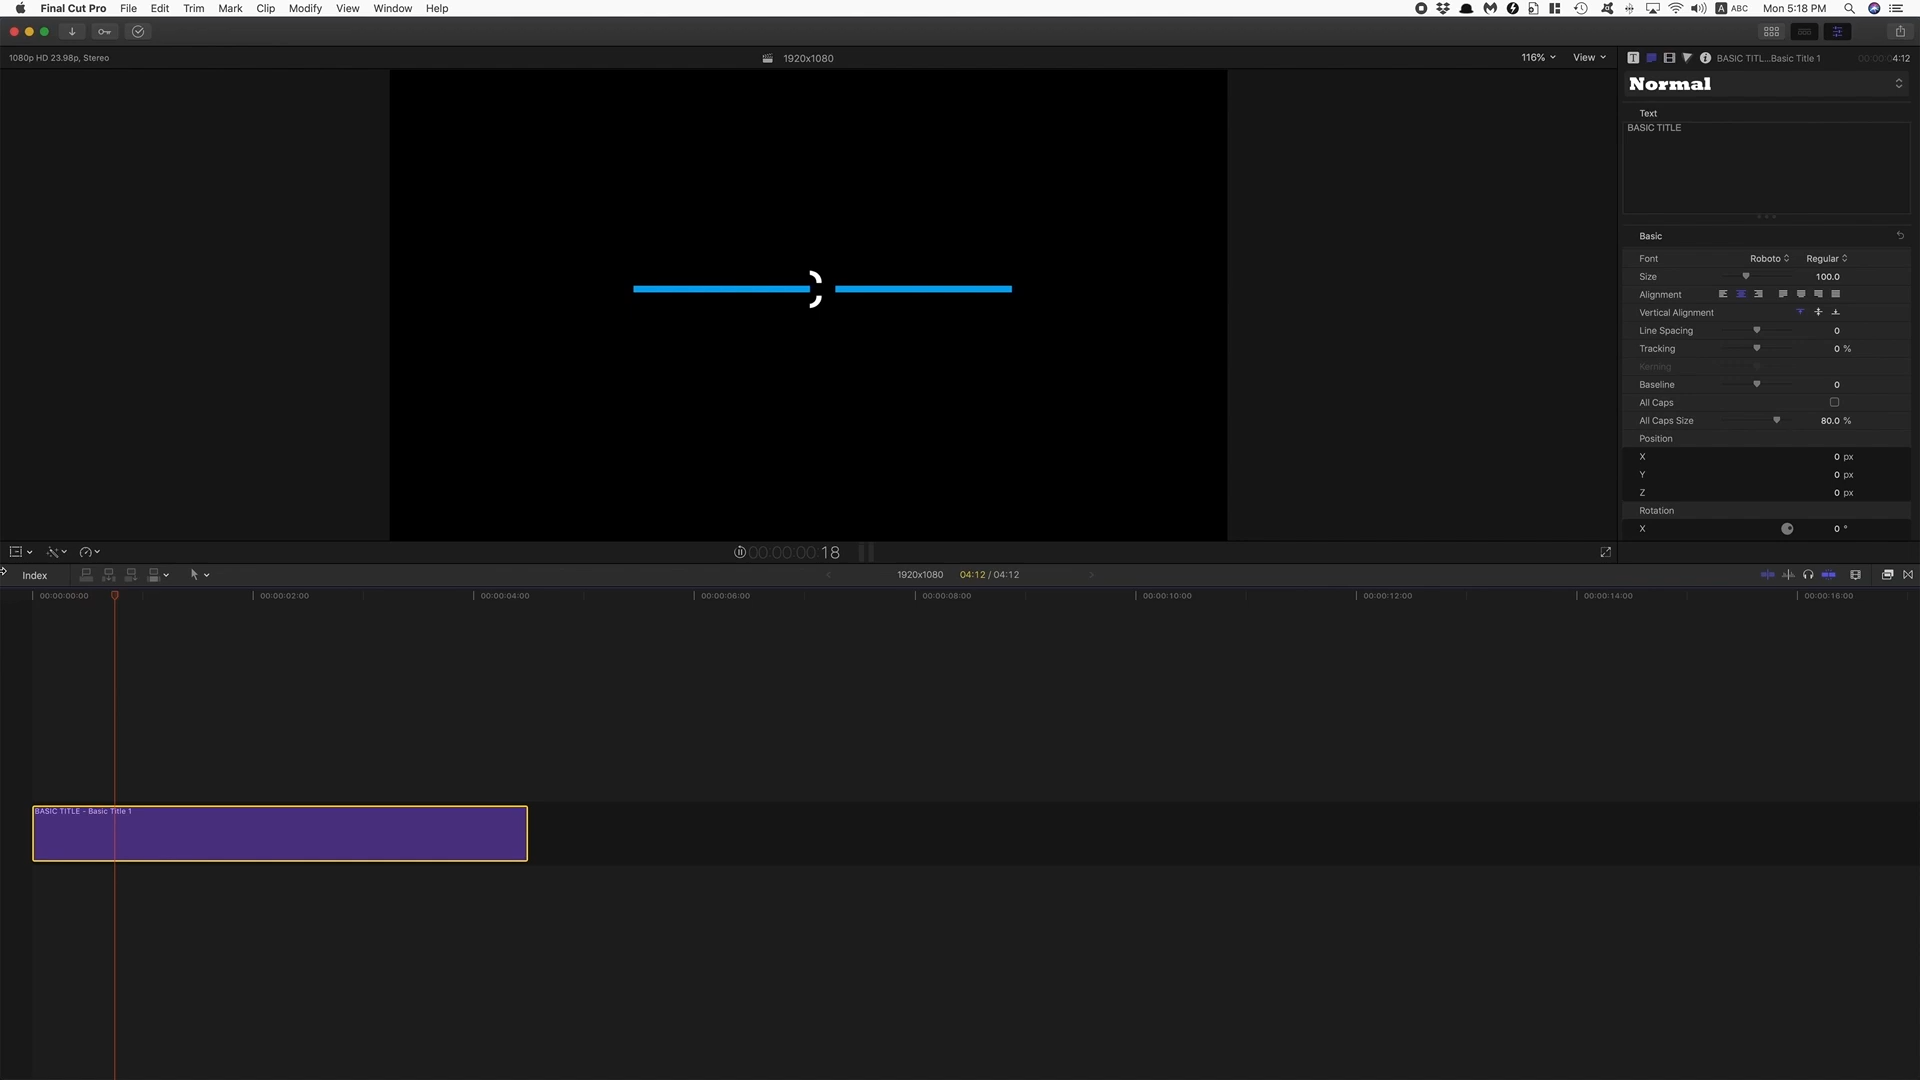 Final Cut Pro File Edit Trim Mark Clip Modify View Window Help
A ABC Mon 5:18 PM
1080p HD 23.98p, Stereo
1920x1080
116% View
BASIC TITL...Basic Title 1
00:00:04:12
Normal
Text
BASIC TITLE
Basic
Font Roboto Regular
Size 100.0
Alignment
Vertical Alignment
Line Spacing 0
Tracking 0 %
Kerning
Baseline 0
All Caps
All Caps Size 80.0 %
Position
X 0 px
Y 0 px
Z 0 px
Rotation
X 0 °
00:00:00:18
Index
1920x1080 04:12 / 04:12
00:00:00:00 00:00:02:00 00:00:04:00 00:00:06:00 00:00:08:00 00:00:10:00 00:00:12:00 00:00:14:00 00:00:16:00
BASIC TITLE - Basic Title 1